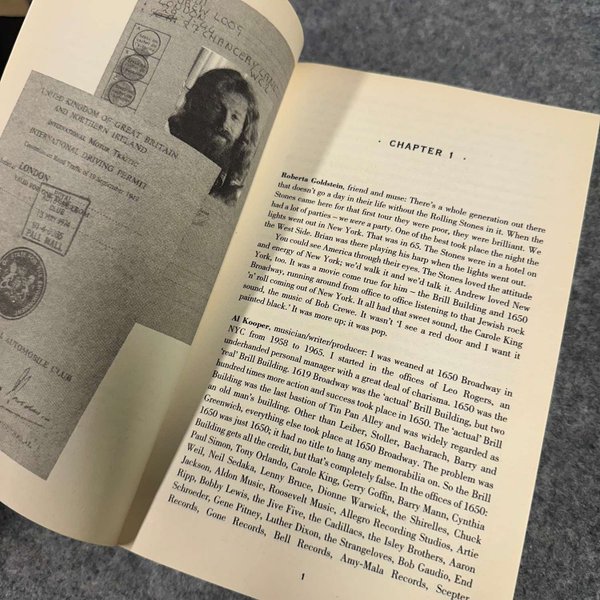 LONDON
CHANCERY LANE
UNITED KINGDOM OF GREAT BRITAIN
AND NORTHERN IRELAND
INTERNATIONAL MOTOR TRAFFIC
INTERNATIONAL DRIVING PERMIT
Convention on Road Traffic of 19 September 1949
LONDON
PALL MALL
AUTOMOBILE CLUB
· CHAPTER 1 ·
Roberta Goldstein, friend and muse: There's a whole generation out there
that doesn't go a day in their life without the Rolling Stones in it. When the
Stones came here for that first tour they were poor, they were brilliant. We
had a lot of parties – we were a party. One of the best took place the night the
lights went out in New York. That was in 65. The Stones were in a hotel on
the West Side. Brian was there playing his harp when the lights went out.
You could see America through their eyes. The Stones loved the attitude
and energy of New York; we'd walk it and we'd talk it. Andrew loved New
York, too. It was a movie come true for him – the Brill Building and 1650
Broadway, running around from office to office listening to that Jewish rock
'n' roll coming out of New York. It all had that sweet sound, the Carole King
sound, the music of Bob Crewe. It wasn't 'I see a red door and I want it
painted black.' It was more up; it was pop.
Al Kooper, musician/writer/producer: I was weaned at 1650 Broadway in
NYC from 1958 to 1965. I started in the offices of Leo Rogers, an
underhanded personal manager with a great deal of charisma. 1650 was the
'real' Brill Building. 1619 Broadway was the 'actual' Brill Building, but two
hundred times more action and success took place in 1650. The 'actual' Brill
Building was the last bastion of Tin Pan Alley and was widely regarded as
an old man's building. Other than Leiber, Stoller, Bacharach, Barry and
Greenwich, everything else took place at 1650 Broadway. The problem was
1650 was just 1650; it had no title to hang any memorabilia on. So the Brill
Building gets all the credit, but that's completely false. In the offices of 1650:
Paul Simon, Tony Orlando, Carole King, Gerry Goffin, Barry Mann, Cynthia
Weil, Neil Sedaka, Lenny Bruce, Dionne Warwick, the Shirelles, Chuck
Jackson, Aldon Music, Roosevelt Music, Allegro Recording Studios, Artie
Ripp, Bobby Lewis, the Jive Five, the Cadillacs, the Isley Brothers, Aaron
Schroeder, Gene Pitney, Luther Dixon, the Strangeloves, Bob Gaudio, End
Records, Gone Records, Bell Records, Amy-Mala Records, Scepter
1